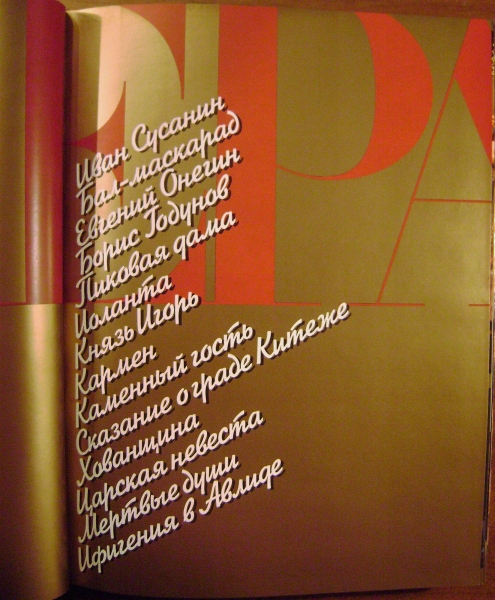 ЕРА
Иван Сусанин
Бал-маскарад
Евгений Онегин
Борис Годунов
Пиковая дама
Иоланта
Князь Игорь
Кармен
Каменный гость
Сказание о граде Китеже
Хованщина
Царская невеста
Мертвые души
Ифигения в Авлиде